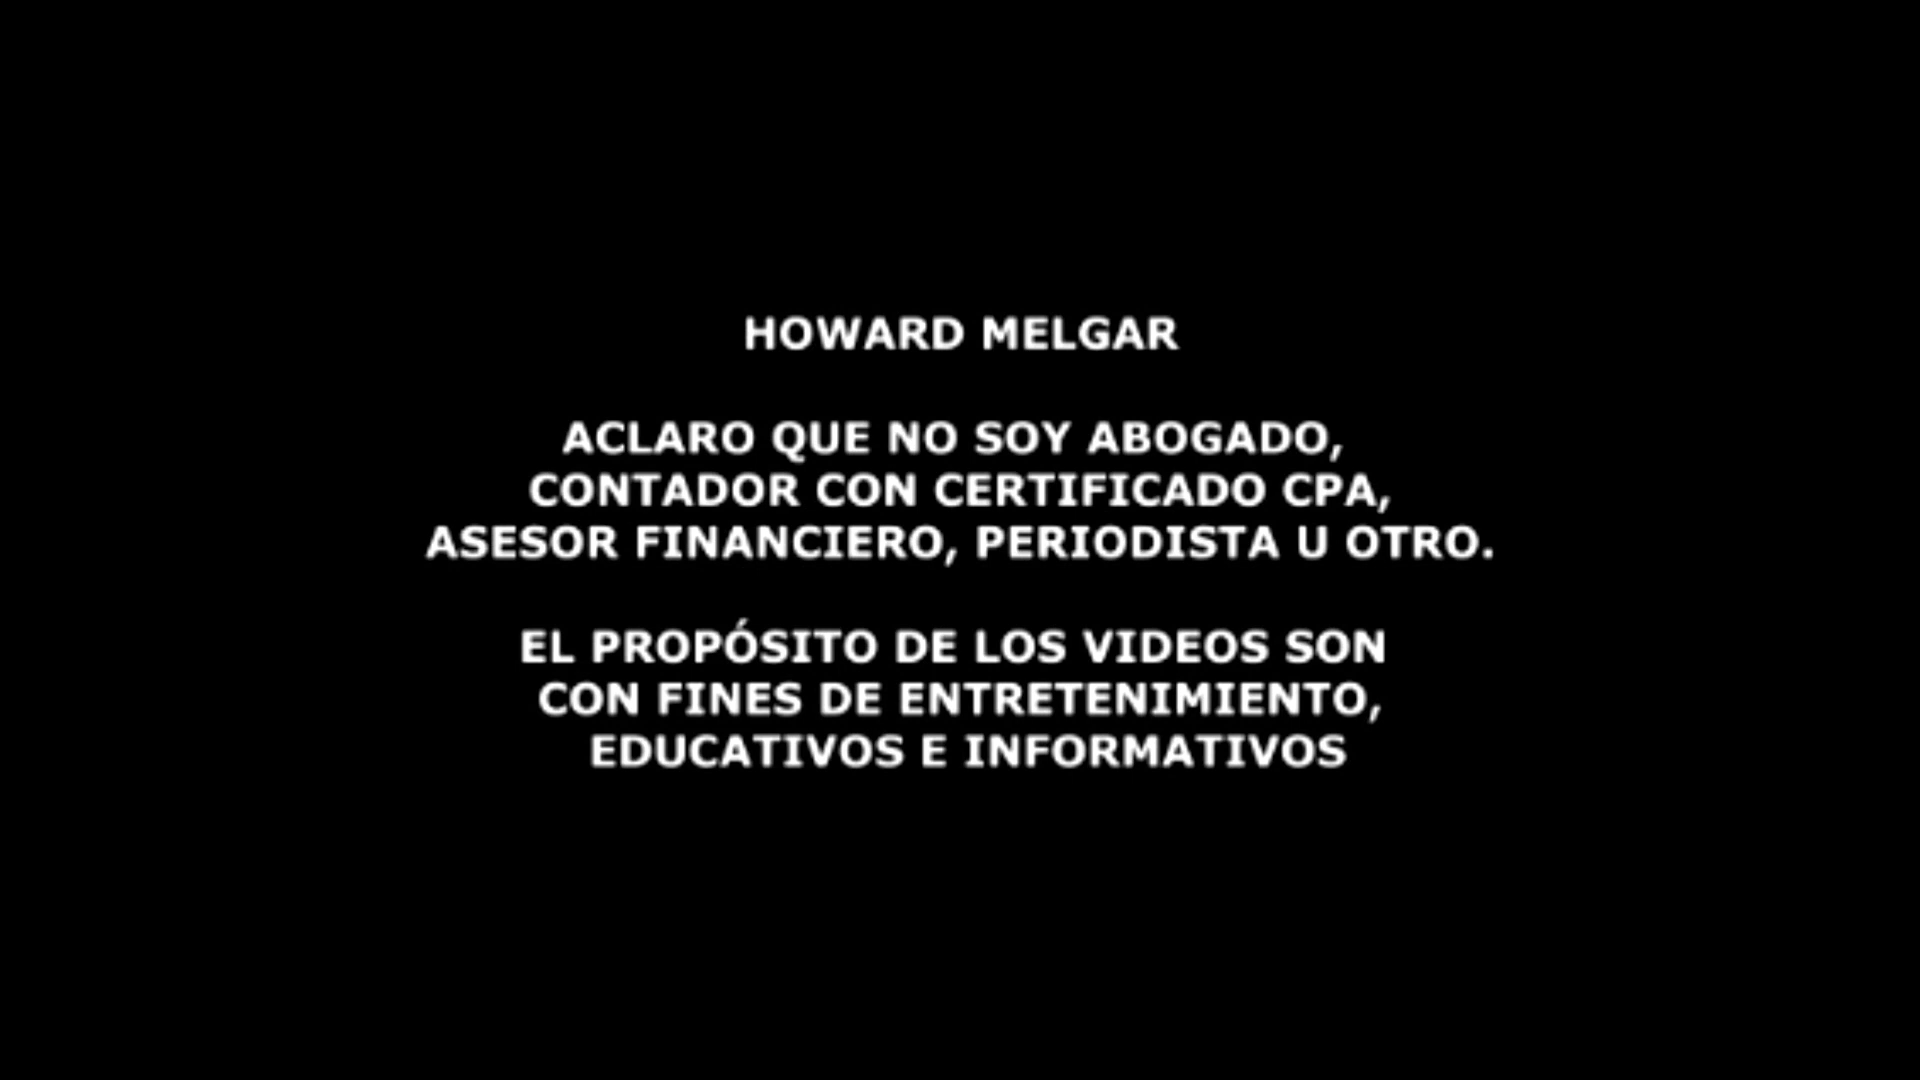 HOWARD MELGAR
ACLARO QUE NO SOY ABOGADO,
CONTADOR CON CERTIFICADO CPA,
ASESOR FINANCIERO, PERIODISTA U OTRO.
EL PROPÓSITO DE LOS VIDEOS SON
CON FINES DE ENTRETENIMIENTO,
EDUCATIVOS E INFORMATIVOS